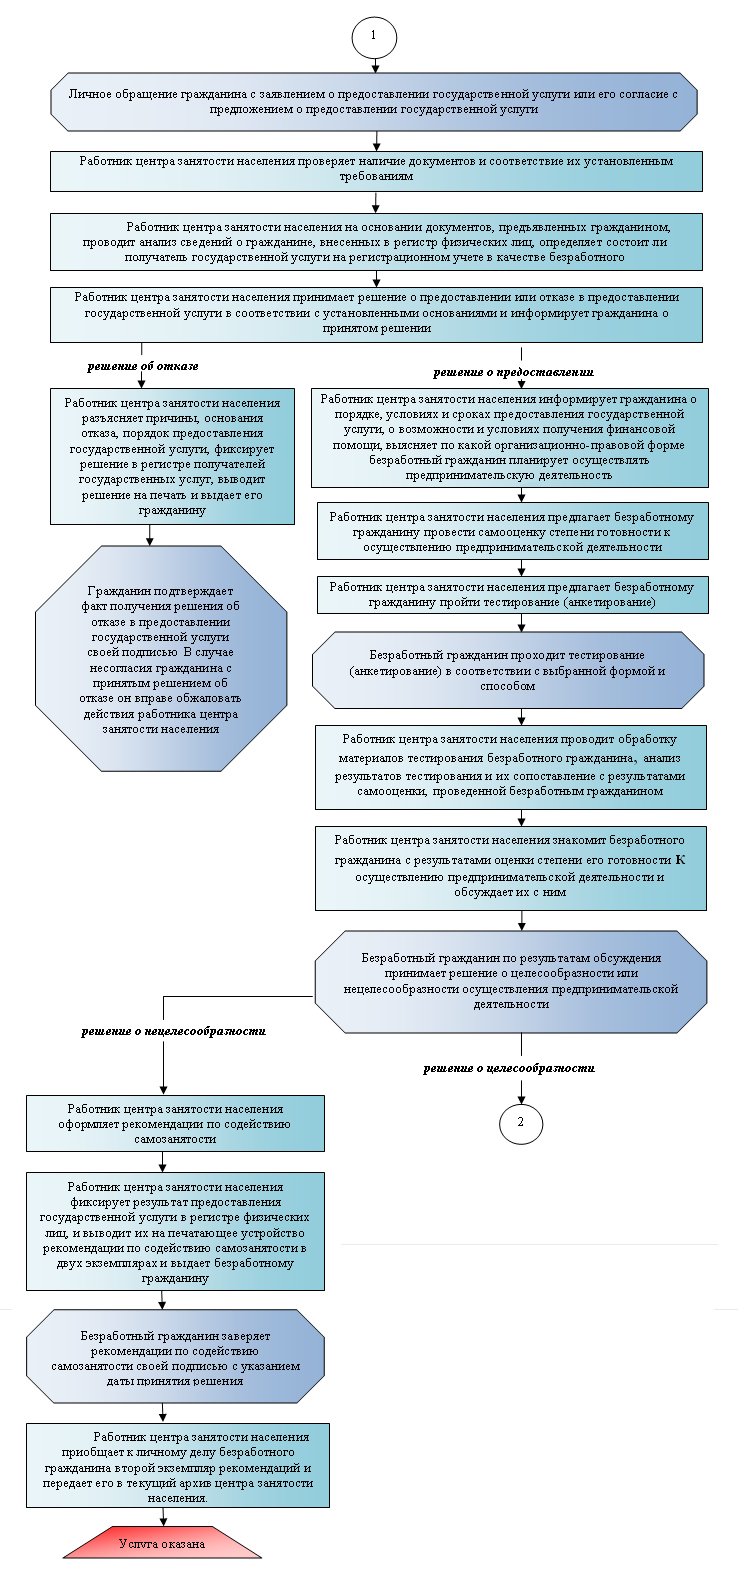 1
Личное обращение гражданина с заявлением о предоставлении государственной услуги или его согласие с
предложением о предоставлении государственной услуги
Работник центра занятости населения проверяет наличие документов и соответствие их установленным
требованиям
Работник центра занятости населения на основании документов, предъявленных гражданином,
проводит анализ сведений о гражданине, внесенных в регистр физических лиц, определяет состоит ли
получатель государственной услуги на регистрационном учете в качестве безработного
Работник центра занятости населения принимает решение о предоставлении или отказе в предоставлении
государственной услуги в соответствии с установленными основаниями и информирует гражданина о
принятом решении
решение об отказе
Работник центра занятости населения
разъясняет причины, основания
отказа, порядок предоставления
государственной услуги, фиксирует
решение в регистре получателей
государственных услуг, выводит
решение на печать и выдает его
гражданину
Гражданин подтверждает
факт получения решения об
отказе в предоставлении
государственной услуги
своей подписью В случае
несогласия гражданина с
принятым решением об
отказе он вправе обжаловать
действия работника центра
занятости населения
решение о предоставлении
Работник центра занятости населения информирует гражданина о
порядке, условиях и сроках предоставления государственной
услуги, о возможности и условиях получения финансовой
помощи, выясняет по какой организационно-правовой форме
безработный гражданин планирует осуществлять
предпринимательскую деятельность
Работник центра занятости населения предлагает безработному
гражданину провести самооценку степени готовности к
осуществлению предпринимательской деятельности
Работник центра занятости населения предлагает безработному
гражданину пройти тестирование (анкетирование)
Безработный гражданин проходит тестирование
(анкетирование) в соответствии с выбранной формой и
способом
Работник центра занятости населения проводит обработку
материалов тестирования безработного гражданина, анализ
результатов тестирования и их сопоставление с результатами
самооценки, проведенной безработным гражданином
Работник центра занятости населения знакомит безработного
гражданина с результатами оценки степени его готовности К
осуществлению предпринимательской деятельности и
обсуждает их с ним
Безработный гражданин по результатам обсуждения
принимает решение о целесообразности или
нецелесообразности осуществления предпринимательской
деятельности
решение о нецелесообразности
решение о целесообразности
2
Работник центра занятости населения
оформляет рекомендации по содействию
самозанятости
Работник центра занятости населения
фиксирует результат предоставления
государственной услуги в регистре физических
лиц, и выводит их на печатающее устройство
рекомендации по содействию самозанятости в
двух экземплярах и выдает безработному
гражданину
Безработный гражданин заверяет
рекомендации по содействию
самозанятости своей подписью с указанием
даты принятия решения
Работник центра занятости населения
приобщает к личному делу безработного
гражданина второй экземпляр рекомендаций и
передает его в текущий архив центра занятости
населения.
Услуга оказана